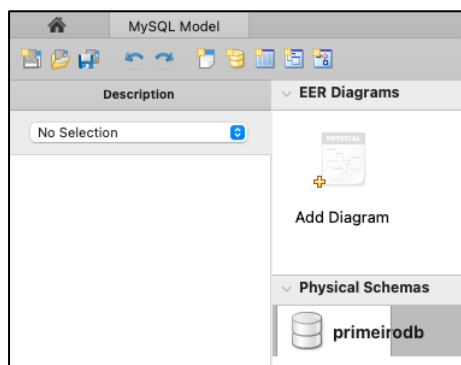 MySQL Model
Description
No Selection
EER Diagrams
PHYSICAL
Add Diagram
Physical Schemas
primeirodb